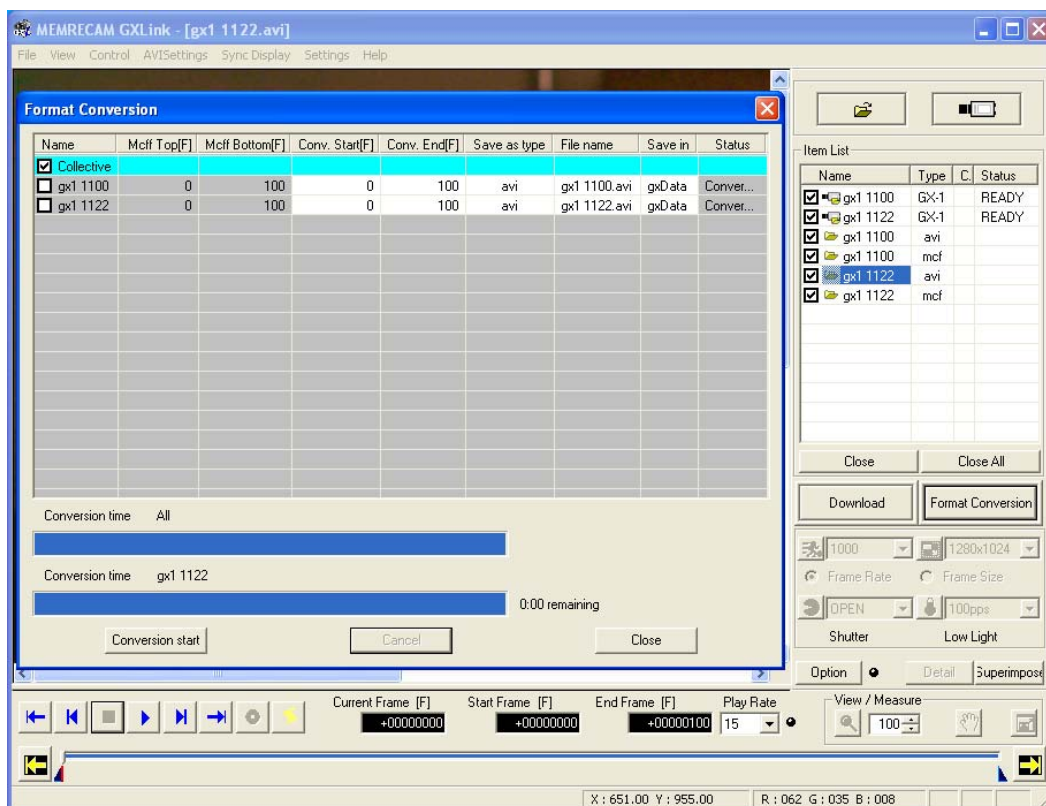 MEMRECAM GXLink - [gx1 1122.avi]
File View Control AVISettings Sync Display Settings Help
Format Conversion
Name Mcff Top[F] Mcff Bottom[F] Conv. Start[F] Conv. End[F] Save as type File name Save in Status
Collective
gx1 1100 0 100 0 100 avi gx1 1100.avi gxData Conver...
gx1 1122 0 100 0 100 avi gx1 1122.avi gxData Conver...
Conversion time All
Conversion time gx1 1122
0:00 remaining
Conversion start Cancel Close
Item List
Name Type C. Status
gx1 1100 GX-1 READY
gx1 1122 GX-1 READY
gx1 1100 avi
gx1 1100 mcf
gx1 1122 avi
gx1 1122 mcf
Close Close All
Download Format Conversion
1000 1280x1024
Frame Rate Frame Size
OPEN 100pps
Shutter Low Light
Option Detail Superimpose
Current Frame [F] Start Frame [F] End Frame [F] Play Rate View / Measure
+00000000 +00000000 +00000100 15 100
X : 651.00 Y : 955.00 R : 062 G : 035 B : 008